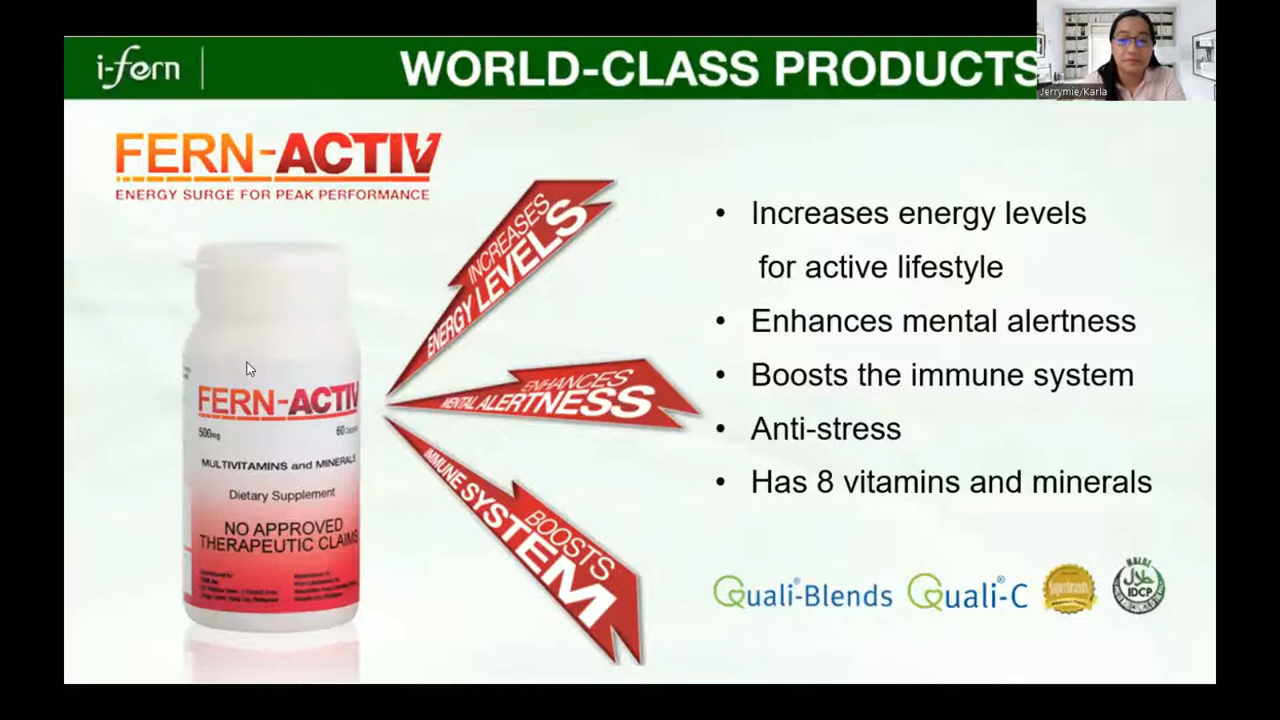 i-fern
WORLD-CLASS PRODUCTS
Jerrymie/Karla
FERN-ACTIV
ENERGY SURGE FOR PEAK PERFORMANCE
INCREASES
ENERGY LEVELS
ENHANCES
MENTAL ALERTNESS
BOOSTS
IMMUNE SYSTEM
FERN-ACTIV
500mg
60
MULTIVITAMINS and MINERALS
Dietary Supplement
NO APPROVED
THERAPEUTIC CLAIMS
• Increases energy levels
for active lifestyle
• Enhances mental alertness
• Boosts the immune system
• Anti-stress
• Has 8 vitamins and minerals
Quali®-Blends
Quali®-C
Superbrands
HALAL
حلال
IDCP